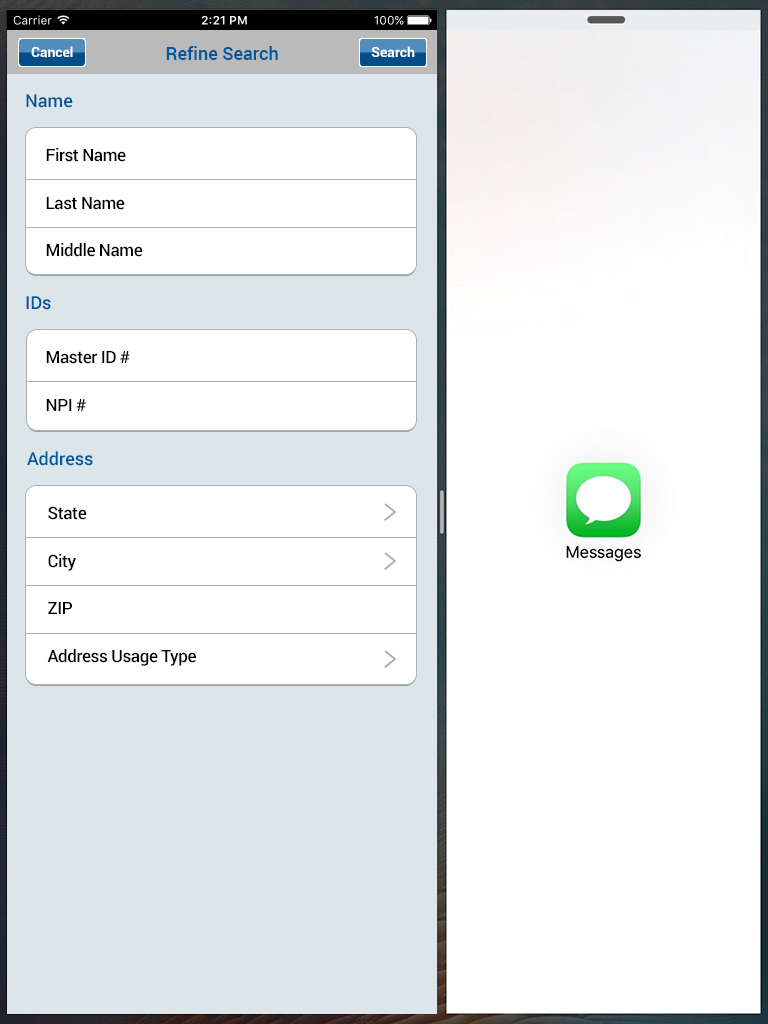 Carrier 2:21 PM 100%
Cancel Refine Search Search
Name
First Name
Last Name
Middle Name
IDs
Master ID #
NPI #
Address
State
City
ZIP
Address Usage Type
Messages